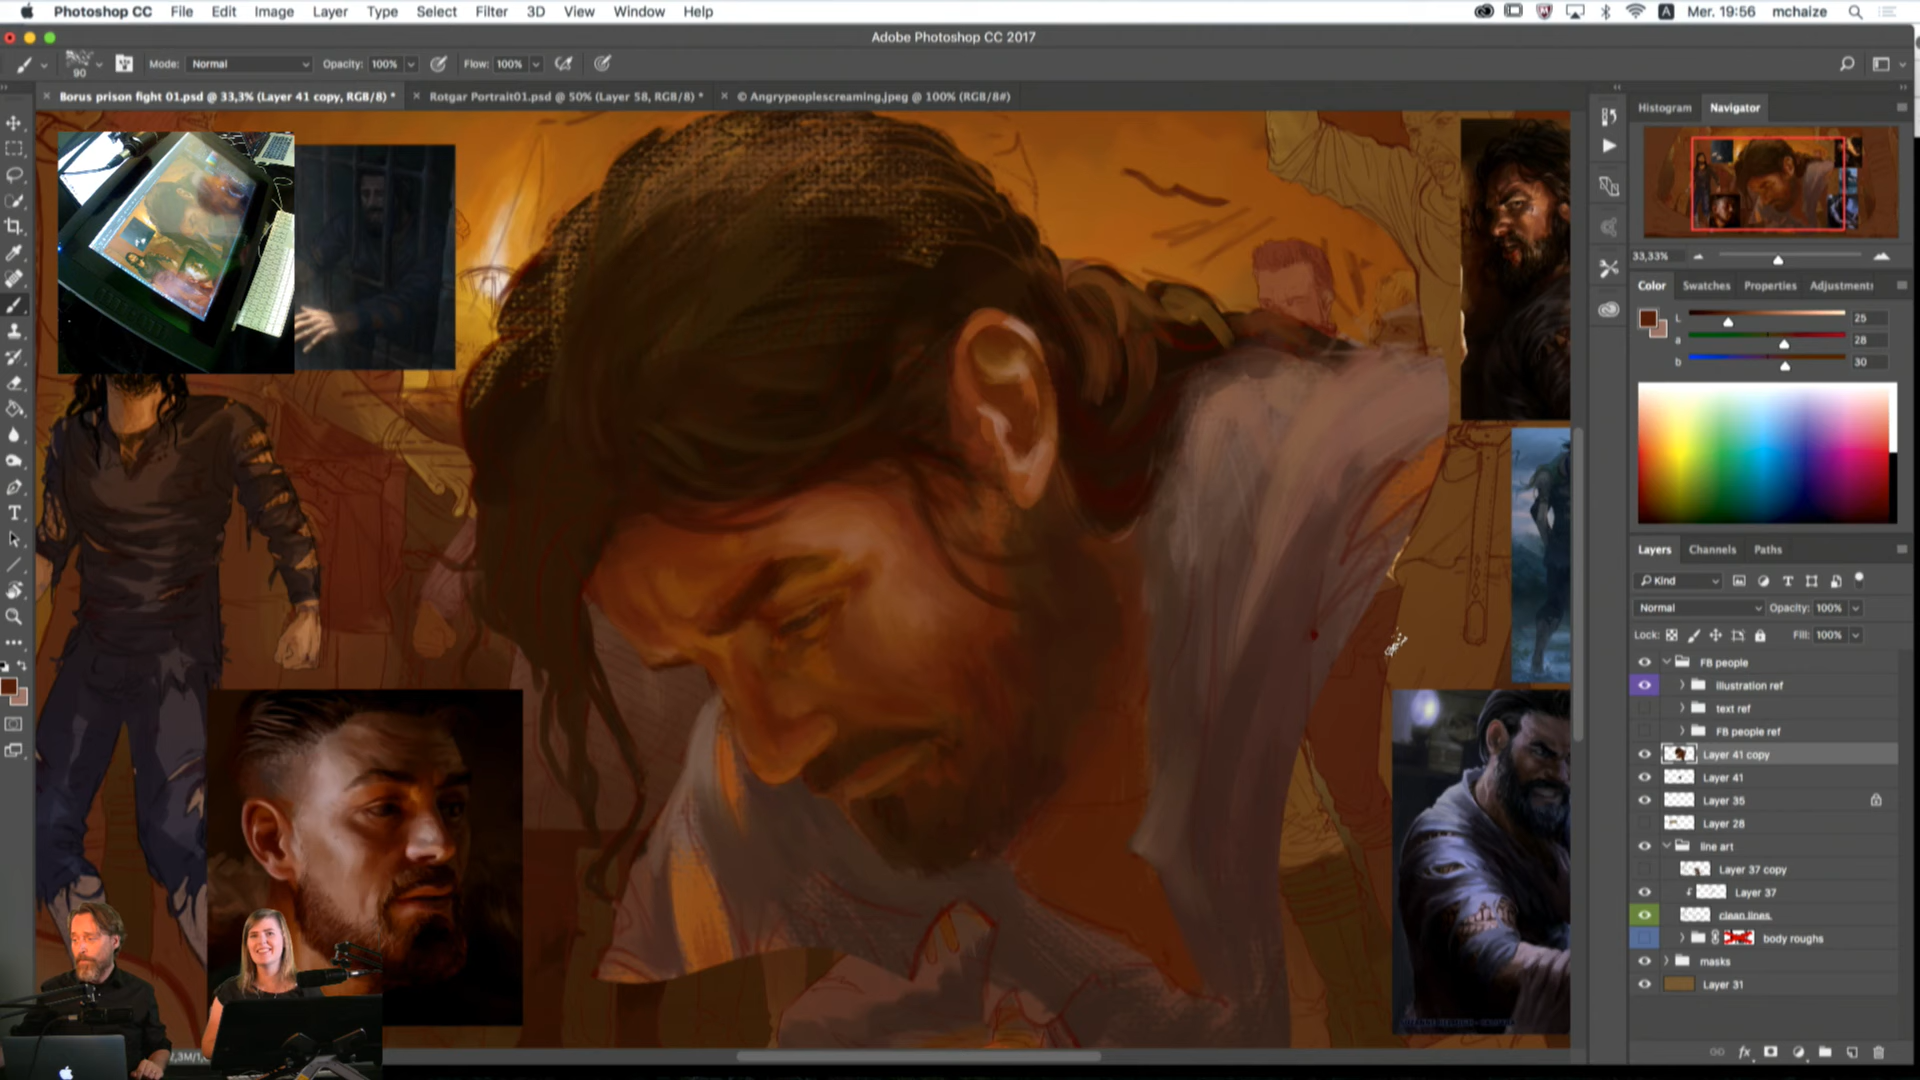 Photoshop CC File Edit Image Layer Type Select Filter 3D View Window Help
A Mer. 19:56 mchaize
Adobe Photoshop CC 2017
90
Mode: Normal Opacity: 100% Flow: 100%
Borus prison fight 01.psd @ 33,3% (Layer 41 copy, RGB/8) *
Rotgar Portrait01.psd @ 50% (Layer 58, RGB/8) *
© Angrypeoplescreaming.jpeg @ 100% (RGB/8#)
Histogram Navigator
33,33%
Color Swatches Properties Adjustments
L 25
a 28
b 30
Layers Channels Paths
Kind
Normal Opacity: 100%
Lock: Fill: 100%
FB people
illustration ref
text ref
FB people ref
Layer 41 copy
Layer 41
Layer 35
Layer 28
line art
Layer 37 copy
Layer 37
clean lines
body roughs
masks
Layer 31
fx